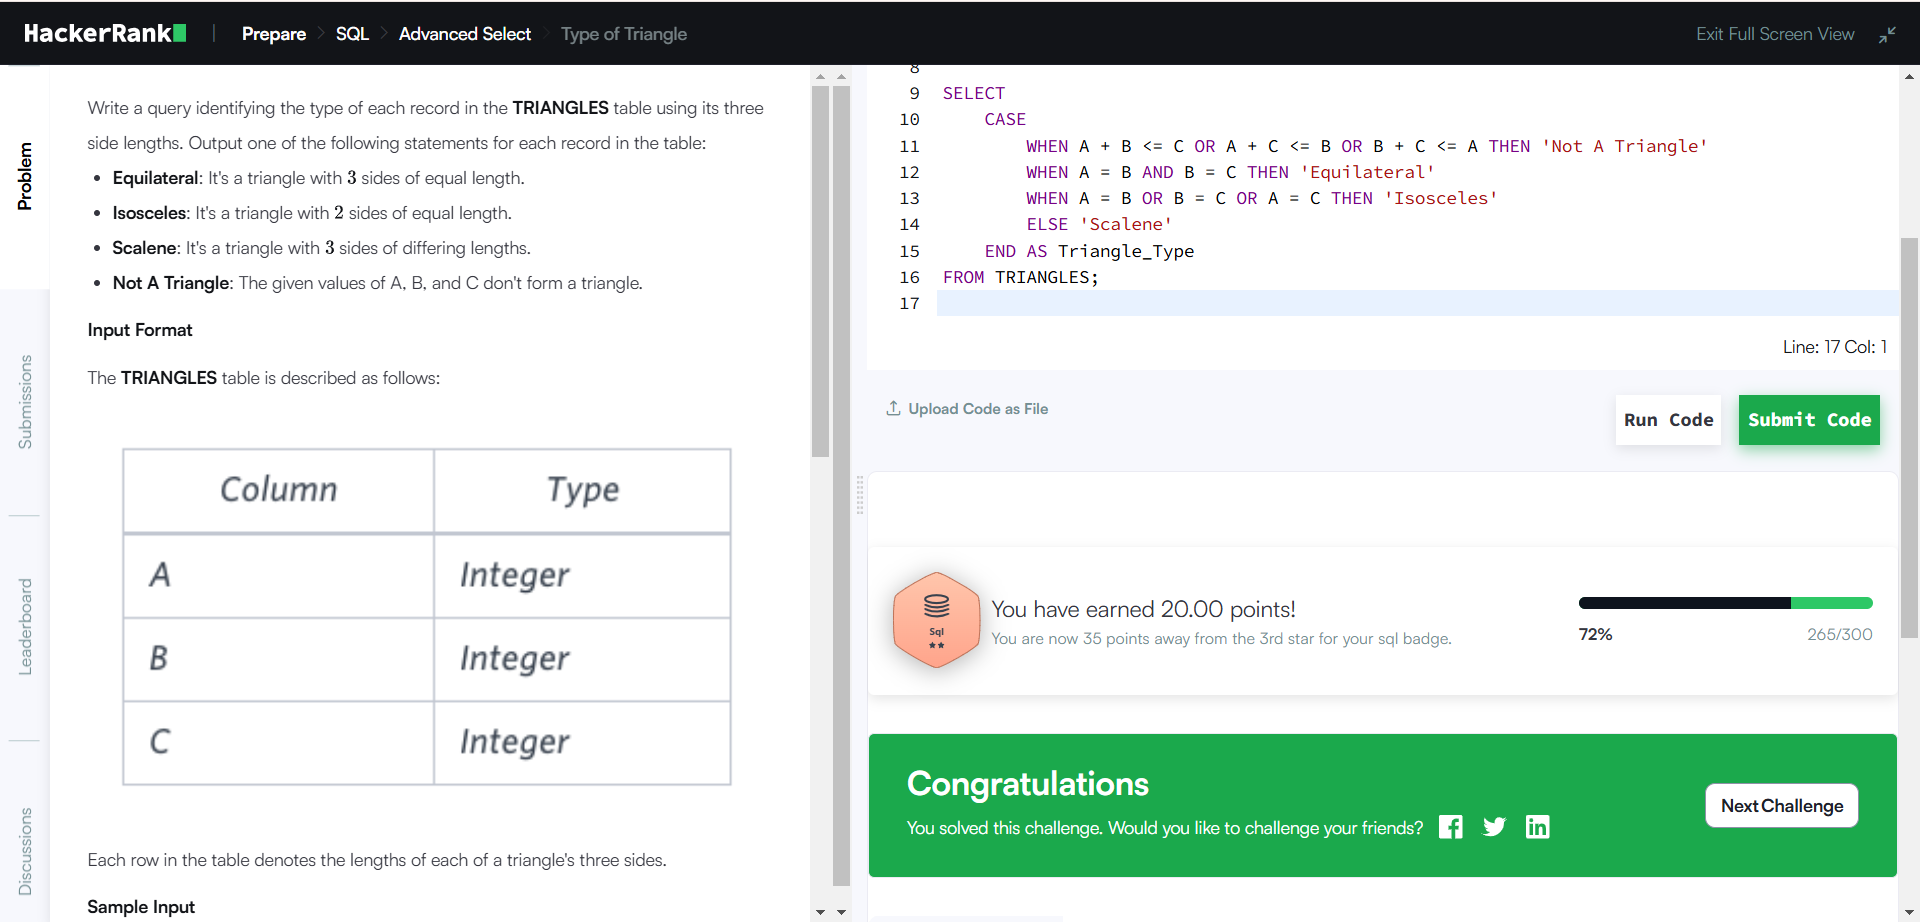 HackerRank
Prepare
SQL
Advanced Select
Type of Triangle
Exit Full Screen View
Problem
Submissions
Leaderboard
Discussions
Write a query identifying the type of each record in the TRIANGLES table using its three
side lengths. Output one of the following statements for each record in the table:
• Equilateral: It's a triangle with 3 sides of equal length.
• Isosceles: It's a triangle with 2 sides of equal length.
• Scalene: It's a triangle with 3 sides of differing lengths.
• Not A Triangle: The given values of A, B, and C don't form a triangle.
Input Format
The TRIANGLES table is described as follows:
Column Type
A Integer
B Integer
C Integer
Each row in the table denotes the lengths of each of a triangle's three sides.
Sample Input
8
9 SELECT
10 CASE
11 WHEN A + B <= C OR A + C <= B OR B + C <= A THEN 'Not A Triangle'
12 WHEN A = B AND B = C THEN 'Equilateral'
13 WHEN A = B OR B = C OR A = C THEN 'Isosceles'
14 ELSE 'Scalene'
15 END AS Triangle_Type
16 FROM TRIANGLES;
17
Line: 17 Col: 1
Upload Code as File
Run Code
Submit Code
Sql
You have earned 20.00 points!
You are now 35 points away from the 3rd star for your sql badge.
72%
265/300
Congratulations
You solved this challenge. Would you like to challenge your friends?
Next Challenge